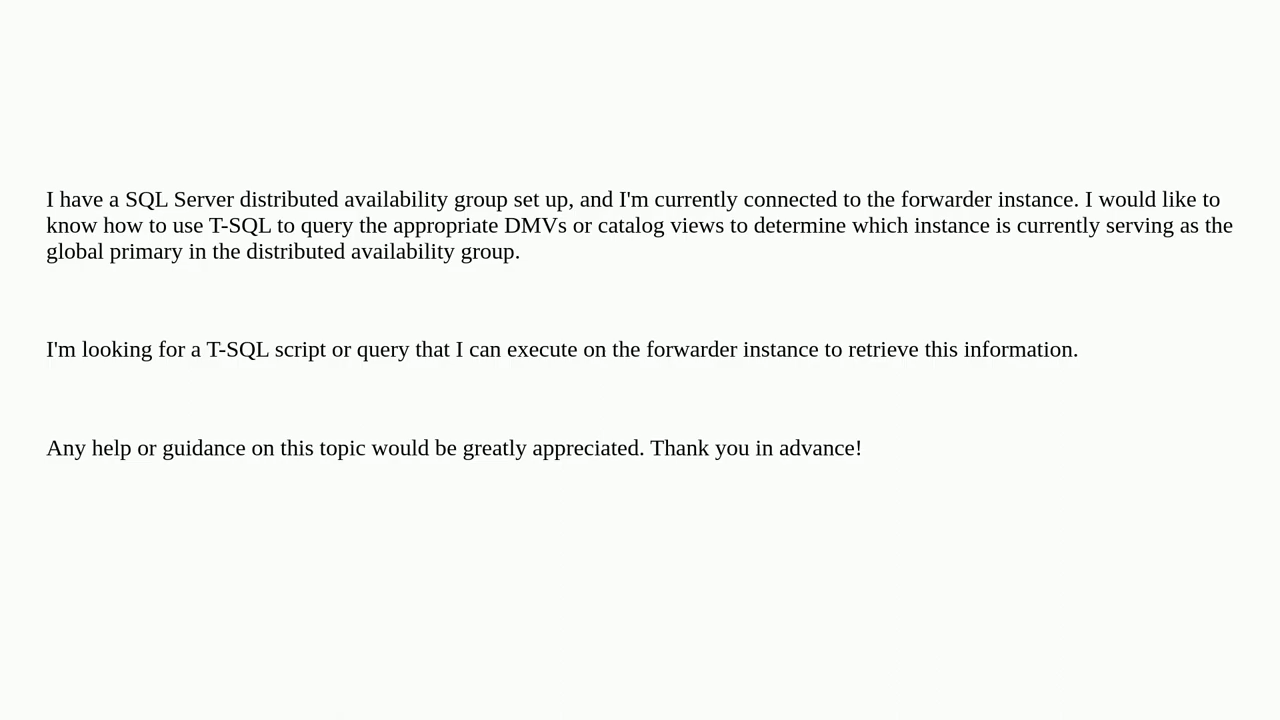 I have a SQL Server distributed availability group set up, and I'm currently connected to the forwarder instance. I would like to
know how to use T-SQL to query the appropriate DMVs or catalog views to determine which instance is currently serving as the
global primary in the distributed availability group.
I'm looking for a T-SQL script or query that I can execute on the forwarder instance to retrieve this information.
Any help or guidance on this topic would be greatly appreciated. Thank you in advance!